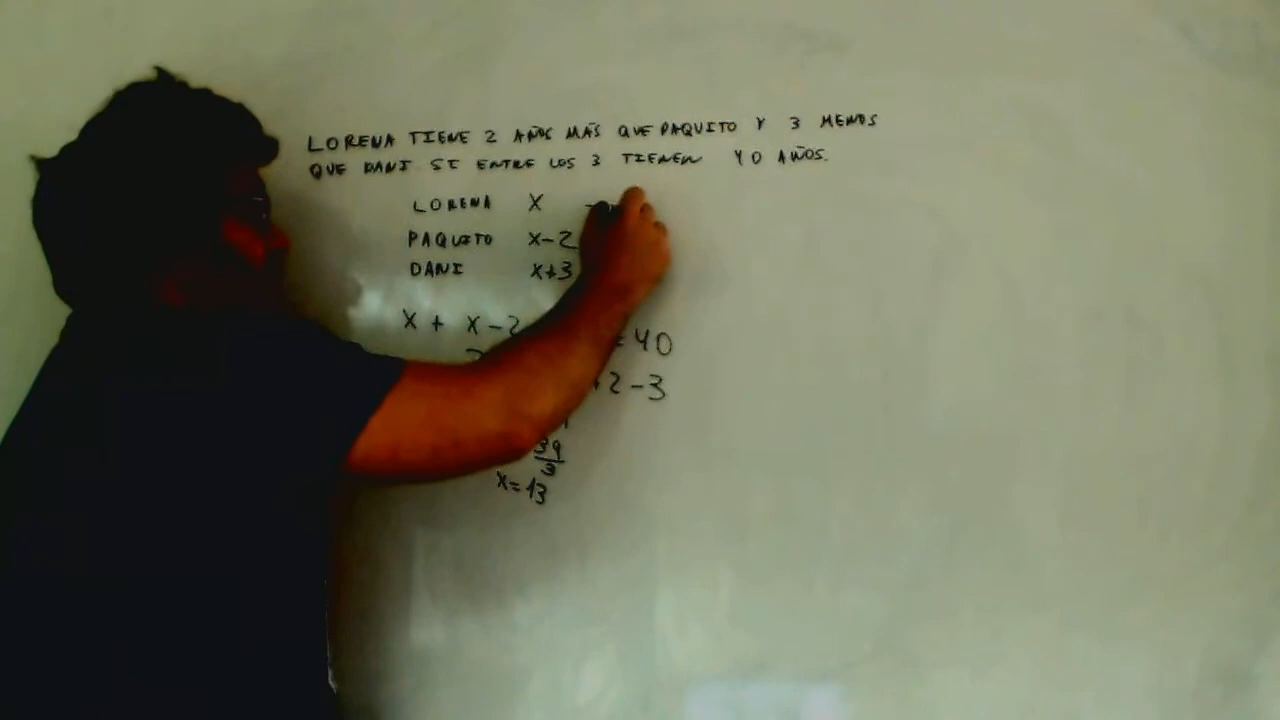 LORENA TIENE 2 AÑOS MÁS QUE PAQUITO Y 3 MENOS
QUE DANI SI ENTRE LOS 3 TIENEN 40 AÑOS.
LORENA X
PAQUITO X-2
DANI X+3
X + X-2 = 40
+2-3
39
3
X=13